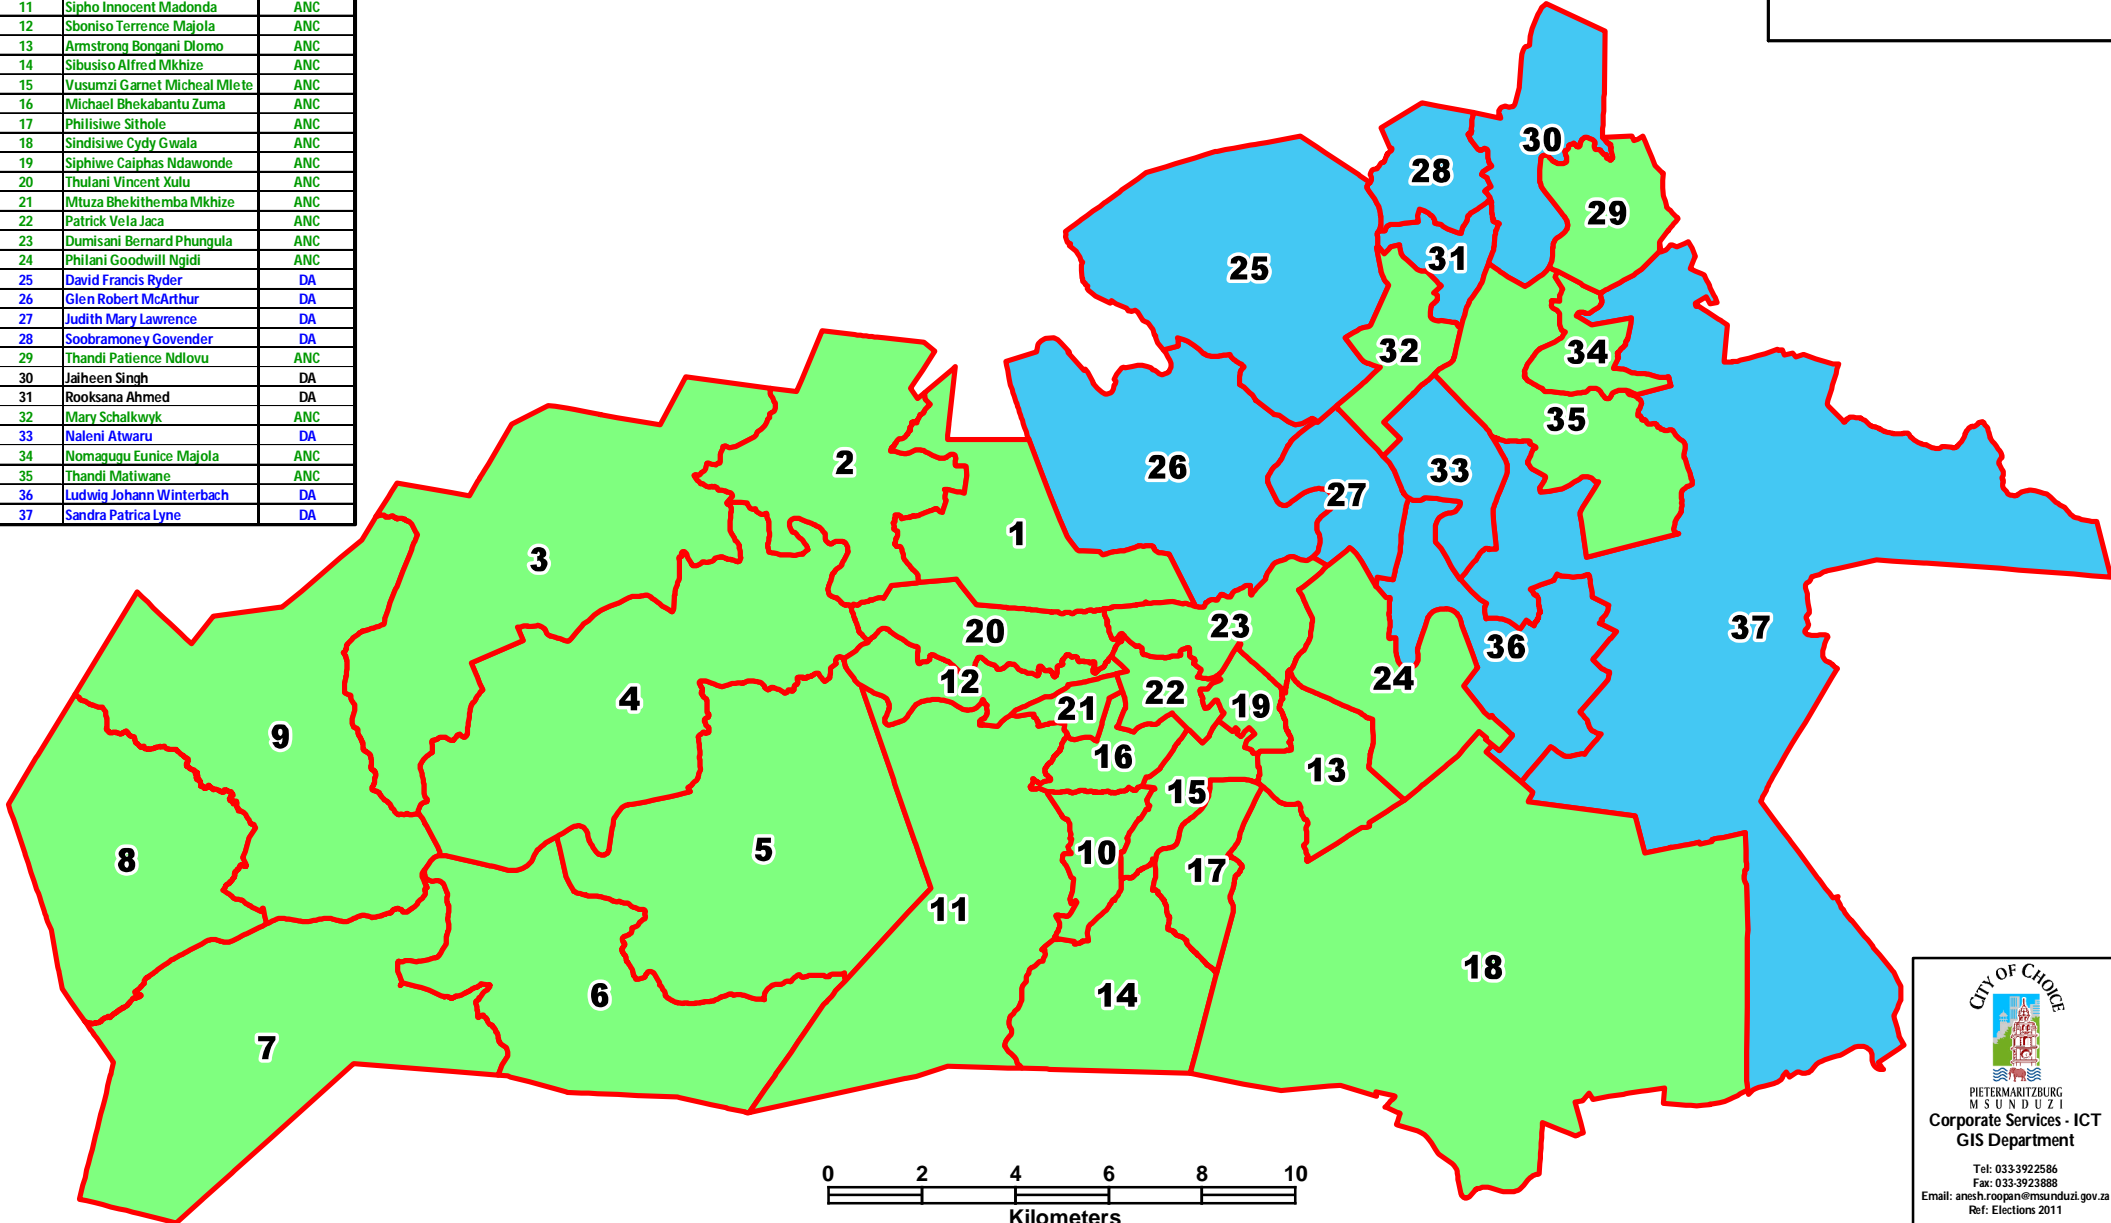 11 Sipho Innocent Madonda ANC
12 Sboniso Terrence Majola ANC
13 Armstrong Bongani Dlomo ANC
14 Sibusiso Alfred Mkhize ANC
15 Vusumzi Garnet Micheal Mlete ANC
16 Michael Bhekabantu Zuma ANC
17 Philisiwe Sithole ANC
18 Sindisiwe Cydy Gwala ANC
19 Siphiwe Caiphas Ndawonde ANC
20 Thulani Vincent Xulu ANC
21 Mtuza Bhekithemba Mkhize ANC
22 Patrick Vela Jaca ANC
23 Dumisani Bernard Phungula ANC
24 Philani Goodwill Ngidi ANC
25 David Francis Ryder DA
26 Glen Robert McArthur DA
27 Judith Mary Lawrence DA
28 Soobramoney Govender DA
29 Thandi Patience Ndlovu ANC
30 Jaiheen Singh DA
31 Rooksana Ahmed DA
32 Mary Schalkwyk ANC
33 Naleni Atwaru DA
34 Nomagugu Eunice Majola ANC
35 Thandi Matiwane ANC
36 Ludwig Johann Winterbach DA
37 Sandra Patrica Lyne DA
30
28
29
31
25
32
34
35
2
26
33
27
1
3
20
23
37
36
12
24
4
22
21
19
9
16
13
15
5
10
8
17
11
18
6
14
7
0 2 4 6 8 10
Kilometers
CITY OF CHOICE
PIETERMARITZBURG
MSUNDUZI
Corporate Services - ICT
GIS Department
Tel: 033-3922586
Fax: 033-3923888
Email: anesh.roopan@msunduzi.gov.za
Ref: Elections 2011